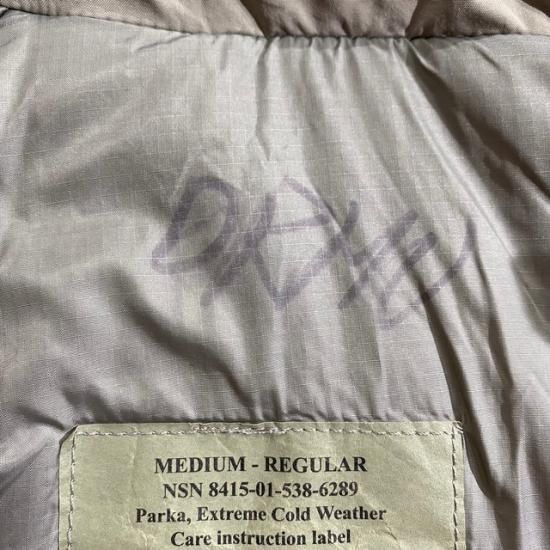 MEDIUM - REGULAR
NSN 8415-01-538-6289
Parka, Extreme Cold Weather
Care instruction label